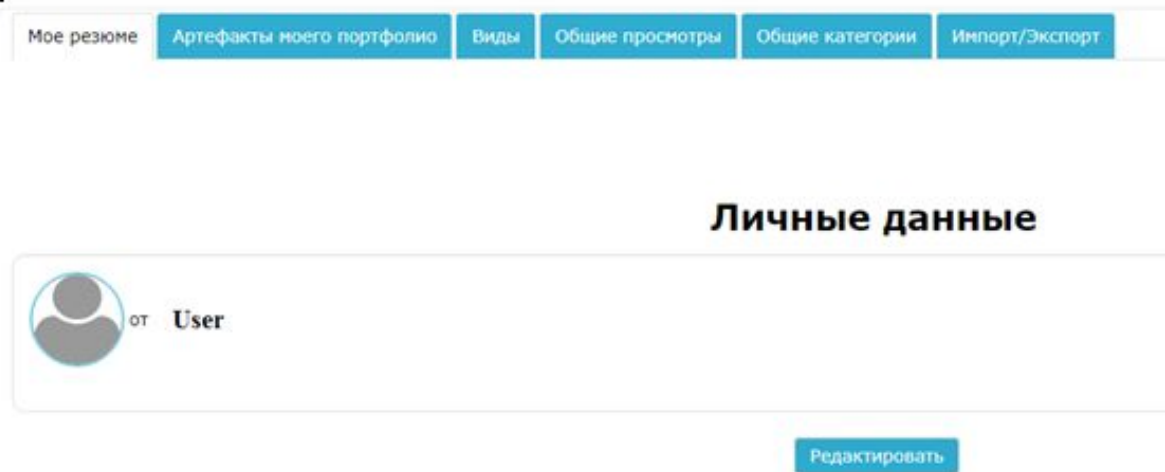 Мое резюме Артефакты моего портфолио Виды Общие просмотры Общие категории Импорт/Экспорт
Личные данные
от User
Редактировать